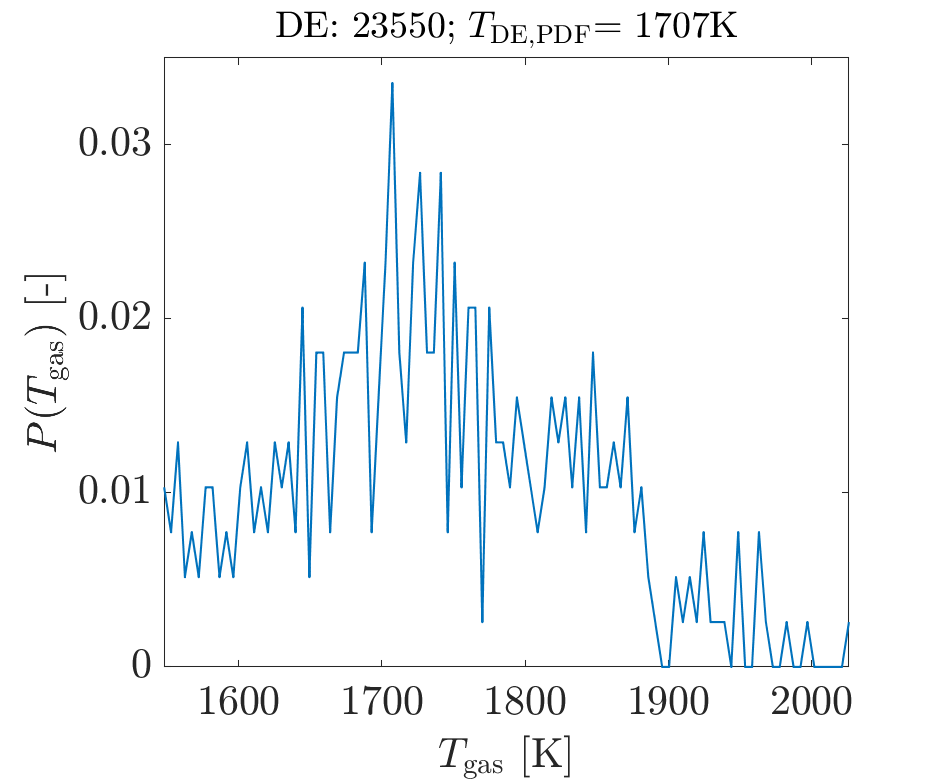 DE: 23550; T_DE,PDF= 1707K
0.03
0.02
0.01
0
P(T_gas) [-]
1600 1700 1800 1900 2000
T_gas [K]